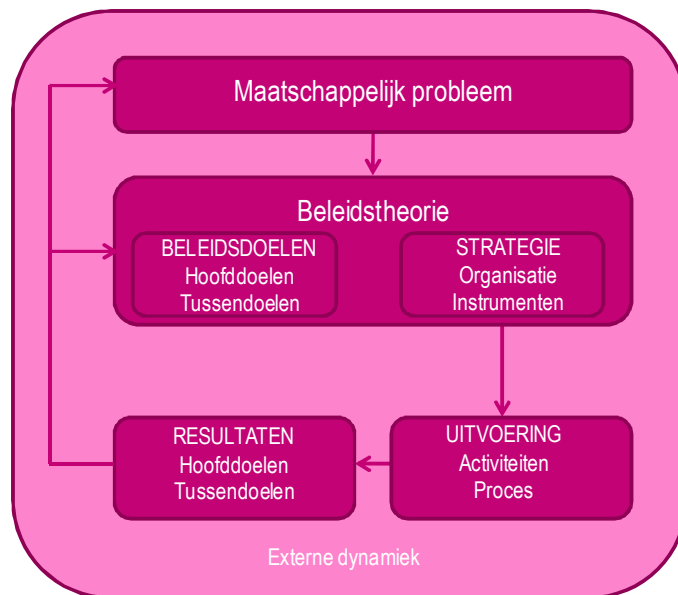 Maatschappelijk probleem
Beleidstheorie
BELEIDSDOELEN
Hoofddoelen
Tussendoelen
STRATEGIE
Organisatie
Instrumenten
RESULTATEN
Hoofddoelen
Tussendoelen
UITVOERING
Activiteiten
Proces
Externe dynamiek